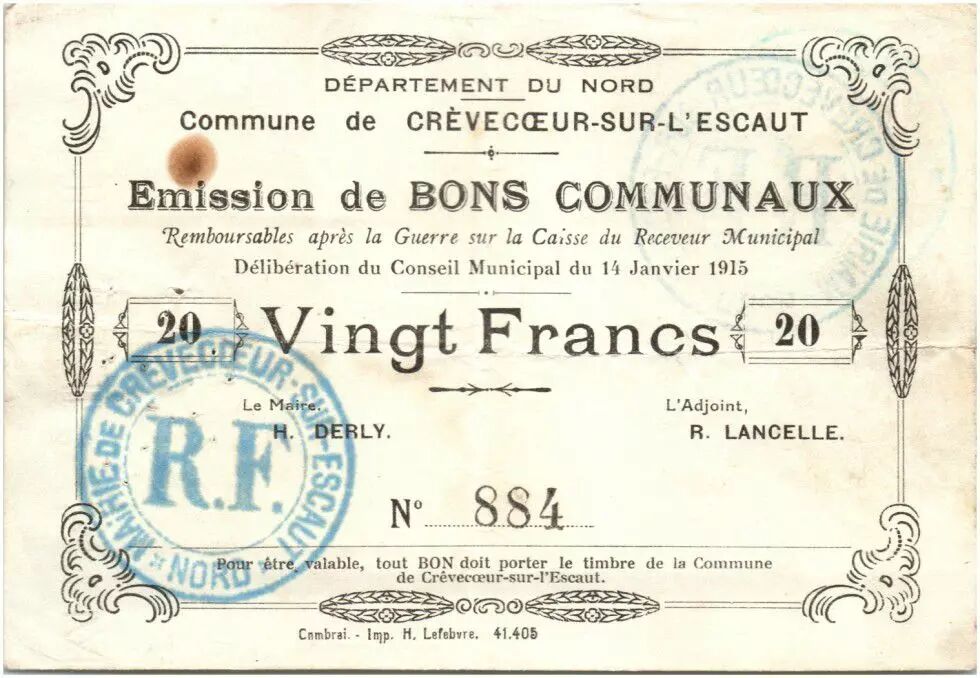 DÉPARTEMENT DU NORD
Commune de CRÈVECŒUR-SUR-L'ESCAUT
Emission de BONS COMMUNAUX
Remboursables après la Guerre sur la Caisse du Receveur Municipal
Délibération du Conseil Municipal du 14 Janvier 1915
20 Vingt Francs 20
Le Maire. L'Adjoint,
H. DERLY. R. LANCELLE.
MAIRIE DE CRÈVECŒUR-SUR-ESCAUT
R.F.
* NORD *
Nº 884
Pour être valable, tout BON doit porter le timbre de la Commune
de Crêvecœur-sur-l'Escaut.
Cambrai. - Imp. H. Lefebvre. 41.405